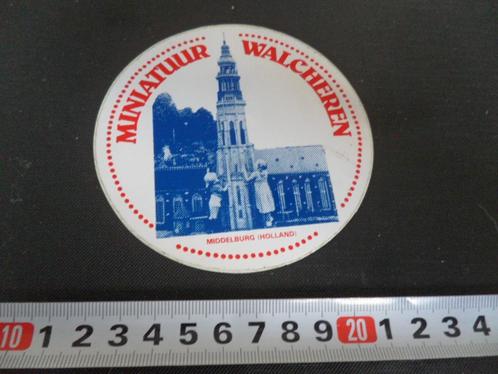 MINIATUUR WALCHEREN
MIDDELBURG (HOLLAND)
10 1 2 3 4 5 6 7 8 9 20 1 2 3 4